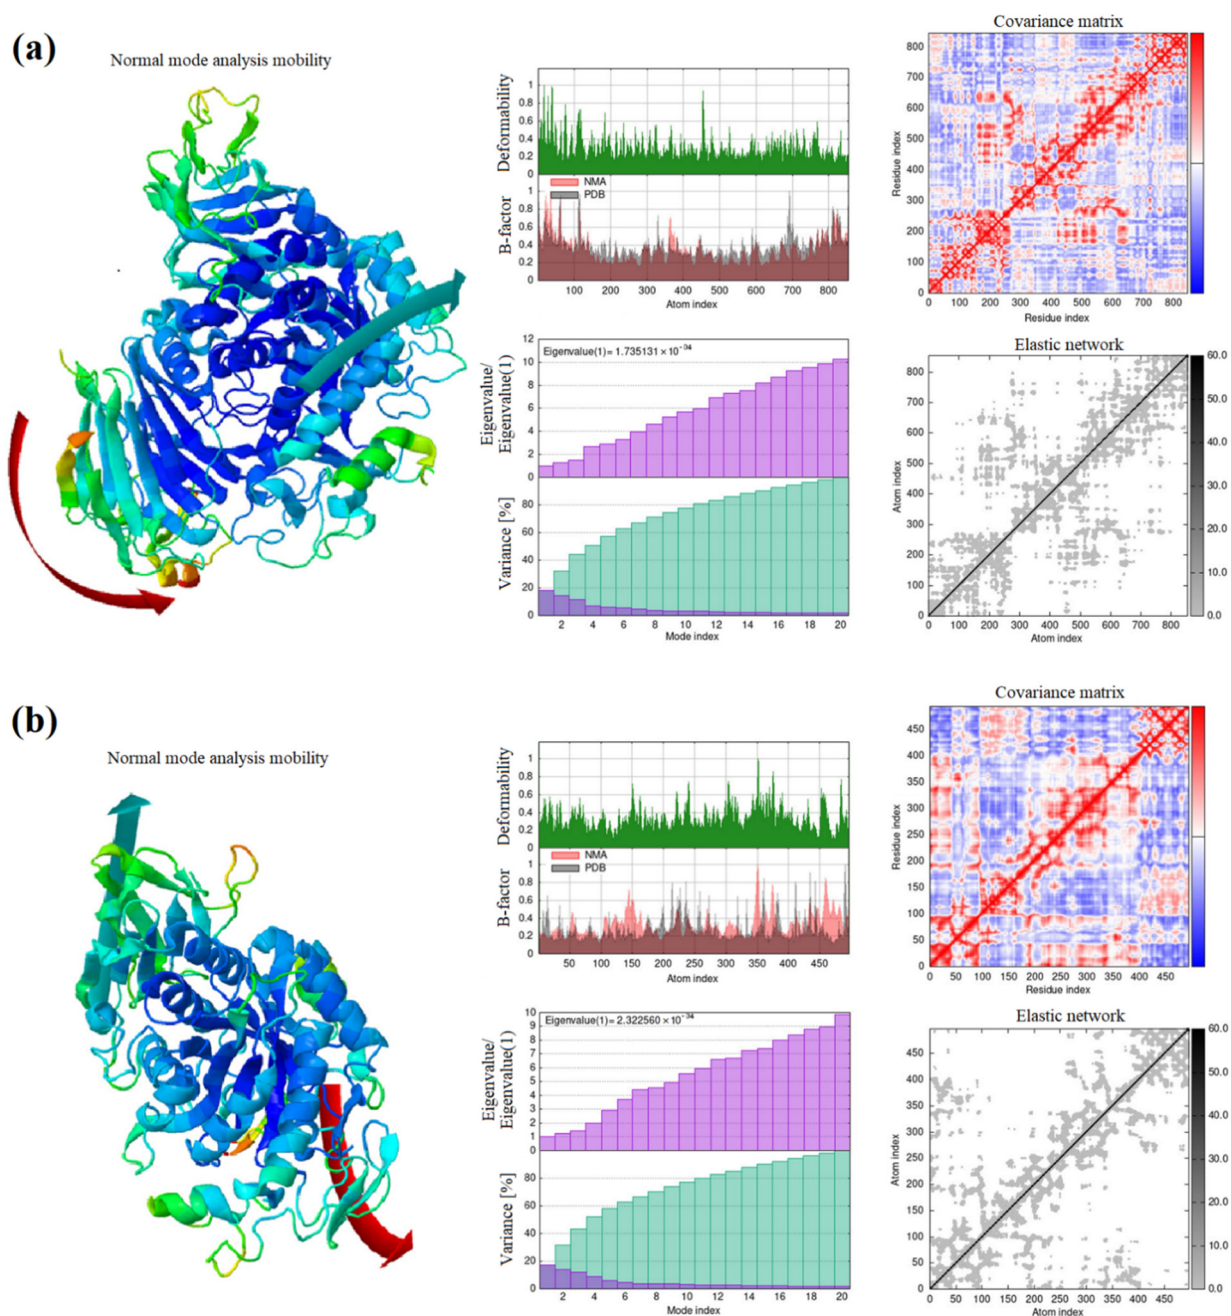 (a)
Normal mode analysis mobility
Deformability
1
0.8
0.6
0.4
0.2
0
B-factor
NMA
PDB
1
0.8
0.6
0.4
0.2
0
100 200 300 400 500 600 700 800
Atom index
Eigenvalue/
Eigenvalue(1)
Eigenvalue(1) = 1.735131 × 10⁻⁰⁴
12
10
8
6
4
2
0
Variance [%]
80
60
40
20
0
2 4 6 8 10 12 14 16 18 20
Mode index
Covariance matrix
Residue index
800
700
600
500
400
300
200
100
0
0 100 200 300 400 500 600 700 800
Residue index
Elastic network
Atom index
800
700
600
500
400
300
200
100
0
0 100 200 300 400 500 600 700 800
Atom index
60.0
50.0
40.0
30.0
20.0
10.0
0.0
(b)
Normal mode analysis mobility
Deformability
1
0.8
0.6
0.4
0.2
0
B-factor
NMA
PDB
1
0.8
0.6
0.4
0.2
0
50 100 150 200 250 300 350 400 450
Atom index
Eigenvalue/
Eigenvalue(1)
Eigenvalue(1) = 2.322560 × 10⁻³⁴
10
9
8
7
6
5
4
3
2
1
0
Variance [%]
80
60
40
20
0
2 4 6 8 10 12 14 16 18 20
Mode index
Covariance matrix
Residue index
450
400
350
300
250
200
150
100
50
0
0 50 100 150 200 250 300 350 400 450
Residue index
Elastic network
Atom index
450
400
350
300
250
200
150
100
50
0
0 50 100 150 200 250 300 350 400 450
Atom index
60.0
50.0
40.0
30.0
20.0
10.0
0.0